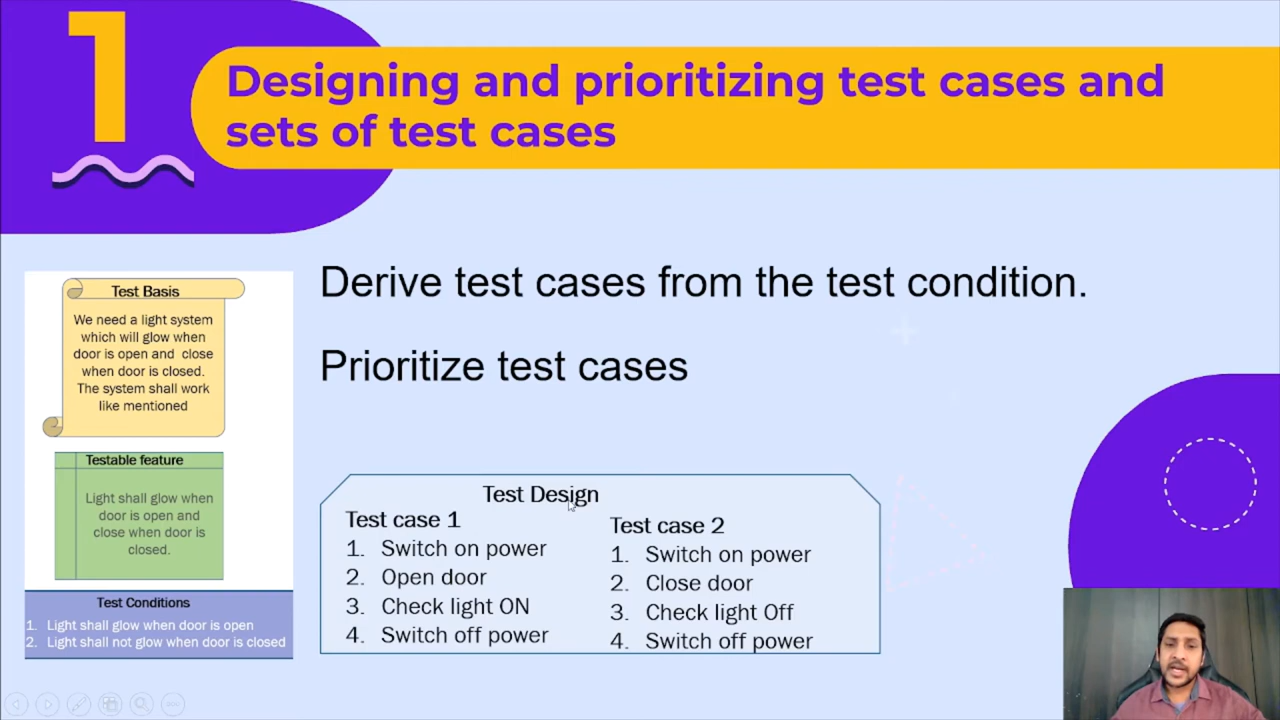 1
Designing and prioritizing test cases and
sets of test cases
Derive test cases from the test condition.
Prioritize test cases
Test Basis
We need a light system
which will glow when
door is open and close
when door is closed.
The system shall work
like mentioned
Testable feature
Light shall glow when
door is open and
close when door is
closed.
Test Conditions
1. Light shall glow when door is open
2. Light shall not glow when door is closed
Test Design
Test case 1
1. Switch on power
2. Open door
3. Check light ON
4. Switch off power
Test case 2
1. Switch on power
2. Close door
3. Check light Off
4. Switch off power